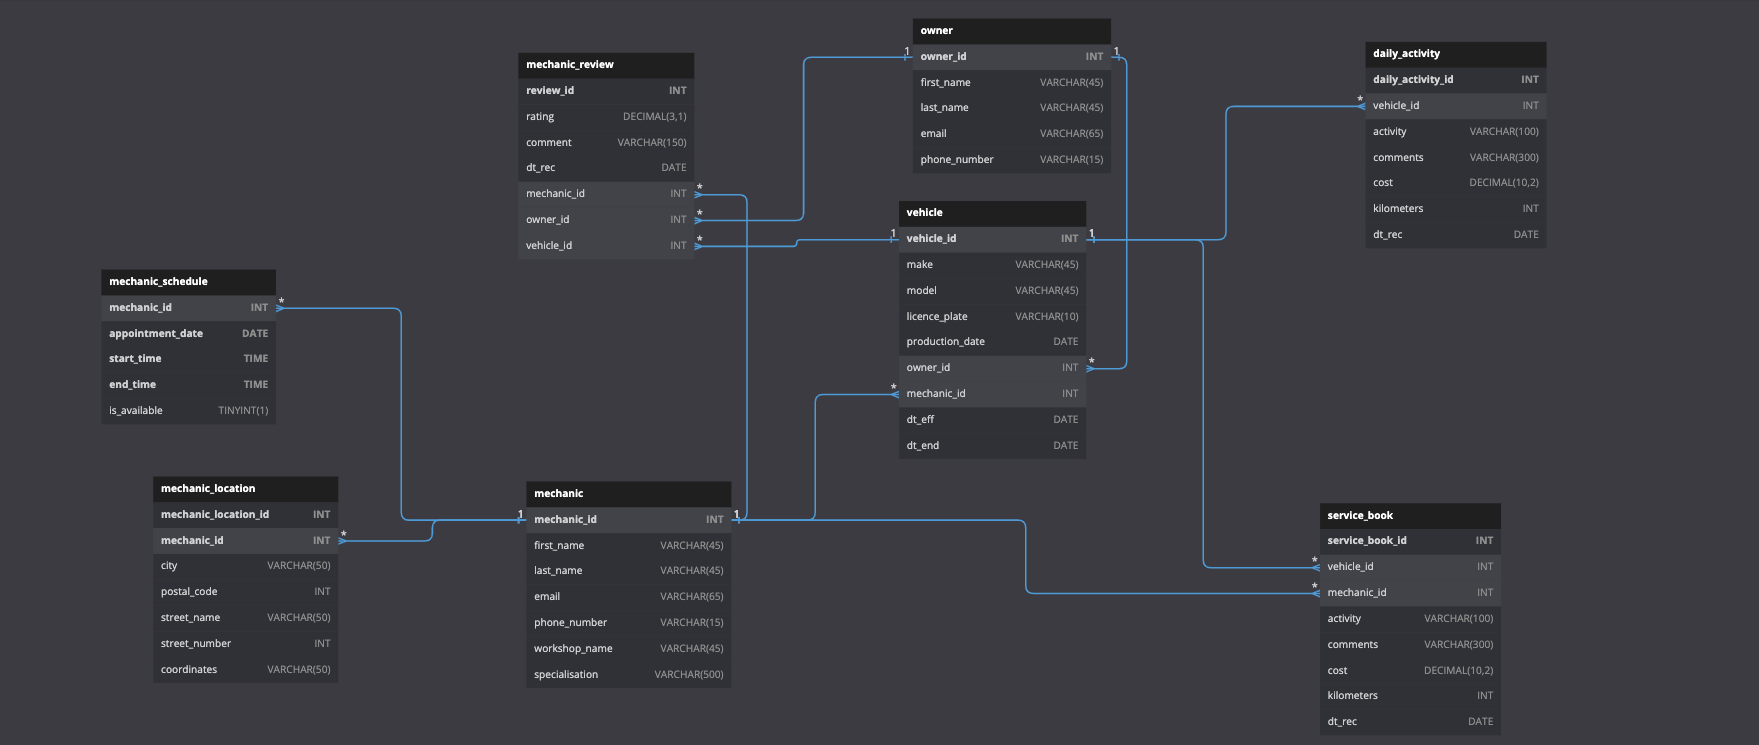 owner
owner_id INT
first_name VARCHAR(45)
last_name VARCHAR(45)
email VARCHAR(65)
phone_number VARCHAR(15)
1
1
daily_activity
daily_activity_id INT
vehicle_id INT
activity VARCHAR(100)
comments VARCHAR(300)
cost DECIMAL(10,2)
kilometers INT
dt_rec DATE
*
mechanic_review
review_id INT
rating DECIMAL(3,1)
comment VARCHAR(150)
dt_rec DATE
mechanic_id INT
owner_id INT
vehicle_id INT
*
*
*
vehicle
vehicle_id INT
make VARCHAR(45)
model VARCHAR(45)
licence_plate VARCHAR(10)
production_date DATE
owner_id INT
mechanic_id INT
dt_eff DATE
dt_end DATE
1
1
*
*
mechanic_schedule
mechanic_id INT
appointment_date DATE
start_time TIME
end_time TIME
is_available TINYINT(1)
*
mechanic_location
mechanic_location_id INT
mechanic_id INT
city VARCHAR(50)
postal_code INT
street_name VARCHAR(50)
street_number INT
coordinates VARCHAR(50)
*
mechanic
mechanic_id INT
first_name VARCHAR(45)
last_name VARCHAR(45)
email VARCHAR(65)
phone_number VARCHAR(15)
workshop_name VARCHAR(45)
specialisation VARCHAR(500)
1
1
service_book
service_book_id INT
vehicle_id INT
mechanic_id INT
activity VARCHAR(100)
comments VARCHAR(300)
cost DECIMAL(10,2)
kilometers INT
dt_rec DATE
*
*